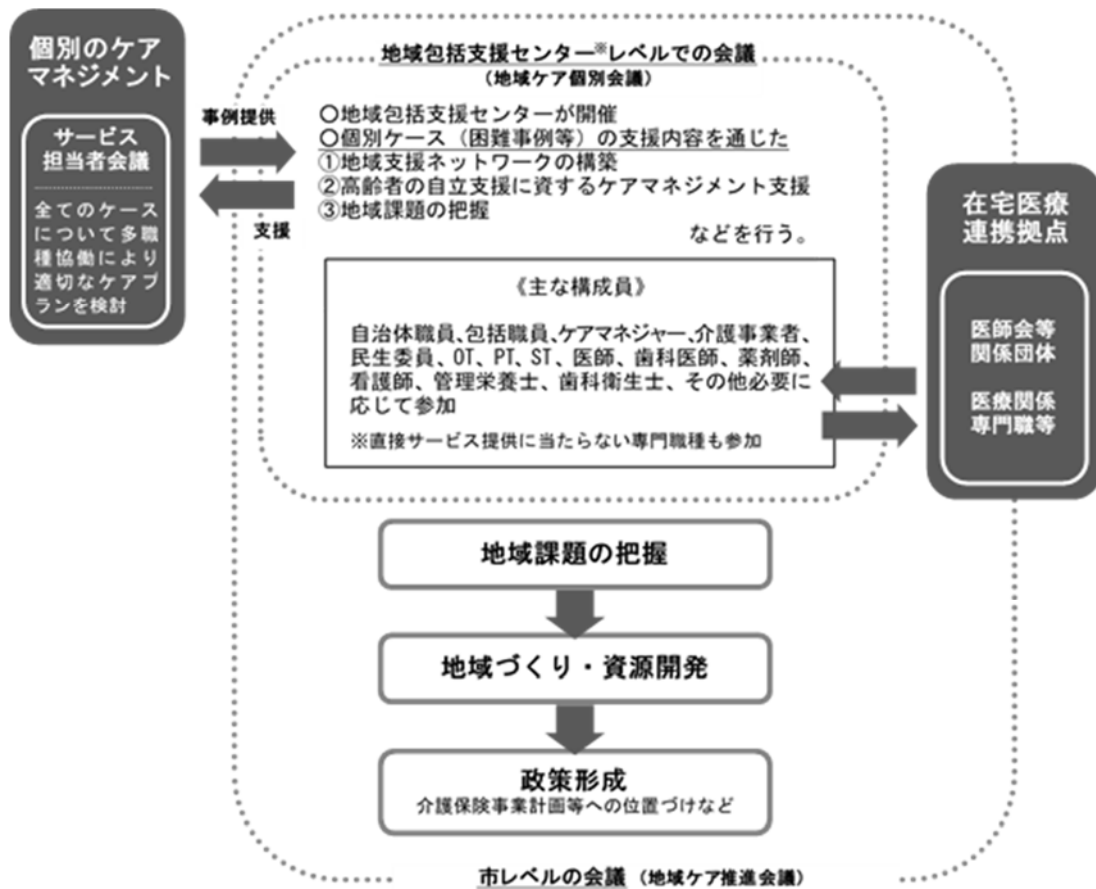 個別のケア
マネジメント
サービス
担当者会議
全てのケース
について多職
種協働により
適切なケアプ
ランを検討
事例提供
支援
地域包括支援センター※レベルでの会議
(地域ケア個別会議)
〇地域包括支援センターが開催
〇個別ケース(困難事例等)の支援内容を通じた
①地域支援ネットワークの構築
②高齢者の自立支援に資するケアマネジメント支援
③地域課題の把握
などを行う。
《主な構成員》
自治体職員、包括職員、ケアマネジャー、介護事業者、
民生委員、OT、PT、ST、医師、歯科医師、薬剤師、
看護師、管理栄養士、歯科衛生士、その他必要に
応じて参加
※直接サービス提供に当たらない専門職種も参加
在宅医療
連携拠点
医師会等
関係団体
医療関係
専門職等
地域課題の把握
地域づくり・資源開発
政策形成
介護保険事業計画等への位置づけなど
市レベルの会議(地域ケア推進会議)